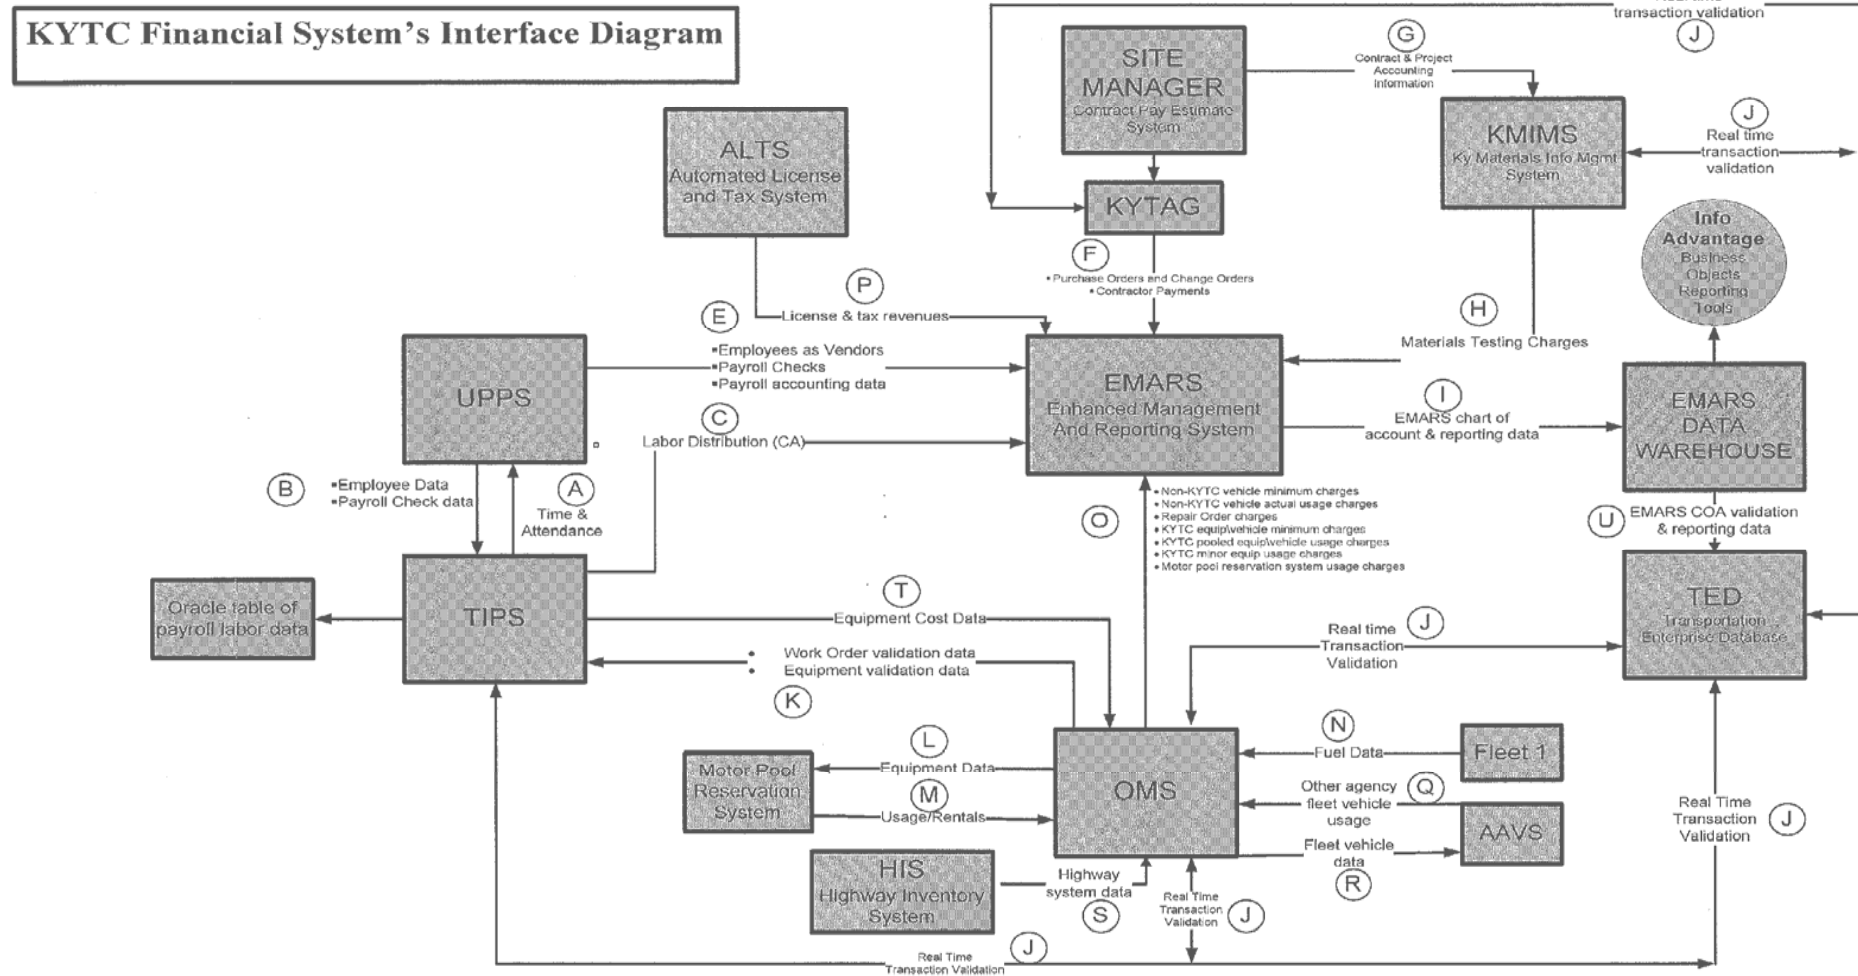 KYTC Financial System's Interface Diagram
transaction validation
J
G
Contract & Project
Accounting
Information
SITE
MANAGER
Contract Pay Estimate
System
KMIMS
Ky Materials Info Mgmt
System
J
Real time
transaction
validation
ALTS
Automated License
and Tax System
KYTAG
Info
Advantage
Business
Objects
Reporting
Tools
F
• Purchase Orders and Change Orders
• Contractor Payments
P
License & tax revenues
H
Materials Testing Charges
E
▪Employees as Vendors
▪Payroll Checks
▪Payroll accounting data
UPPS
EMARS
Enhanced Management
And Reporting System
I
EMARS chart of
account & reporting data
EMARS
DATA
WAREHOUSE
C
Labor Distribution (CA)
B
▪Employee Data
▪Payroll Check data
A
Time &
Attendance
O
• Non-KYTC vehicle minimum charges
• Non-KYTC vehicle actual usage charges
• Repair Order charges
• KYTC equip\vehicle minimum charges
• KYTC pooled equip\vehicle usage charges
• KYTC minor equip usage charges
• Motor pool reservation system usage charges
U
EMARS COA validation
& reporting data
Oracle table of
payroll labor data
TIPS
T
Equipment Cost Data
J
Real time
Transaction
Validation
TED
Transportation
Enterprise Database
• Work Order validation data
• Equipment validation data
K
L
Equipment Data
M
Usage/Rentals
Motor Pool
Reservation
System
OMS
N
Fuel Data
Fleet 1
Other agency
fleet vehicle
usage
Q
AAVS
Fleet vehicle
data
R
Real Time
Transaction
Validation
J
HIS
Highway Inventory
System
Highway
system data
S
Real Time
Transaction
Validation
J
J
Real Time
Transaction Validation